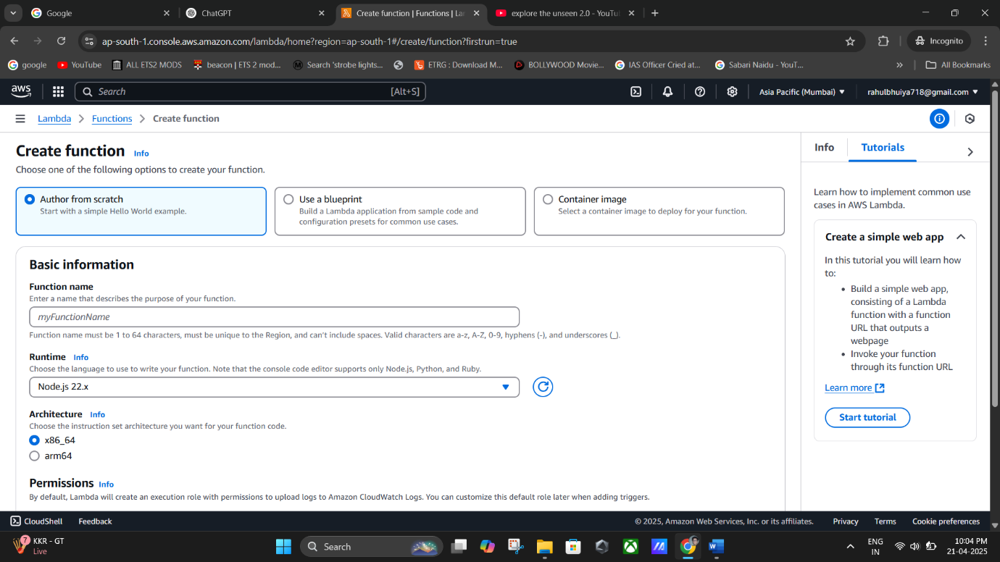 Google
ChatGPT
Create function | Functions | La
explore the unseen 2.0 - YouTu
ap-south-1.console.aws.amazon.com/lambda/home?region=ap-south-1#/create/function?firstrun=true
Incognito
google
YouTube
ALL ETS2 MODS
beacon | ETS 2 mod...
Search 'strobe lights...
ETRG : Download M...
BOLLYWOOD Movie...
IAS Officer Cried at...
Sabari Naidu - YouT...
All Bookmarks
aws
Search
[Alt+S]
Asia Pacific (Mumbai)
rahulbhuiya718@gmail.com
Lambda
Functions
Create function
Create function Info
Choose one of the following options to create your function.
Author from scratch
Start with a simple Hello World example.
Use a blueprint
Build a Lambda application from sample code and
configuration presets for common use cases.
Container image
Select a container image to deploy for your function.
Basic information
Function name
Enter a name that describes the purpose of your function.
myFunctionName
Function name must be 1 to 64 characters, must be unique to the Region, and can't include spaces. Valid characters are a-z, A-Z, 0-9, hyphens (-), and underscores (_).
Runtime Info
Choose the language to use to write your function. Note that the console code editor supports only Node.js, Python, and Ruby.
Node.js 22.x
Architecture Info
Choose the instruction set architecture you want for your function code.
x86_64
arm64
Permissions Info
By default, Lambda will create an execution role with permissions to upload logs to Amazon CloudWatch Logs. You can customize this default role later when adding triggers.
Info
Tutorials
Learn how to implement common use
cases in AWS Lambda.
Create a simple web app
In this tutorial you will learn how
to:
• Build a simple web app,
consisting of a Lambda
function with a function
URL that outputs a
webpage
• Invoke your function
through its function URL
Learn more
Start tutorial
CloudShell
Feedback
© 2025, Amazon Web Services, Inc. or its affiliates.
Privacy
Terms
Cookie preferences
7
KKR - GT
Live
Search
ENG
IN
10:04 PM
21-04-2025